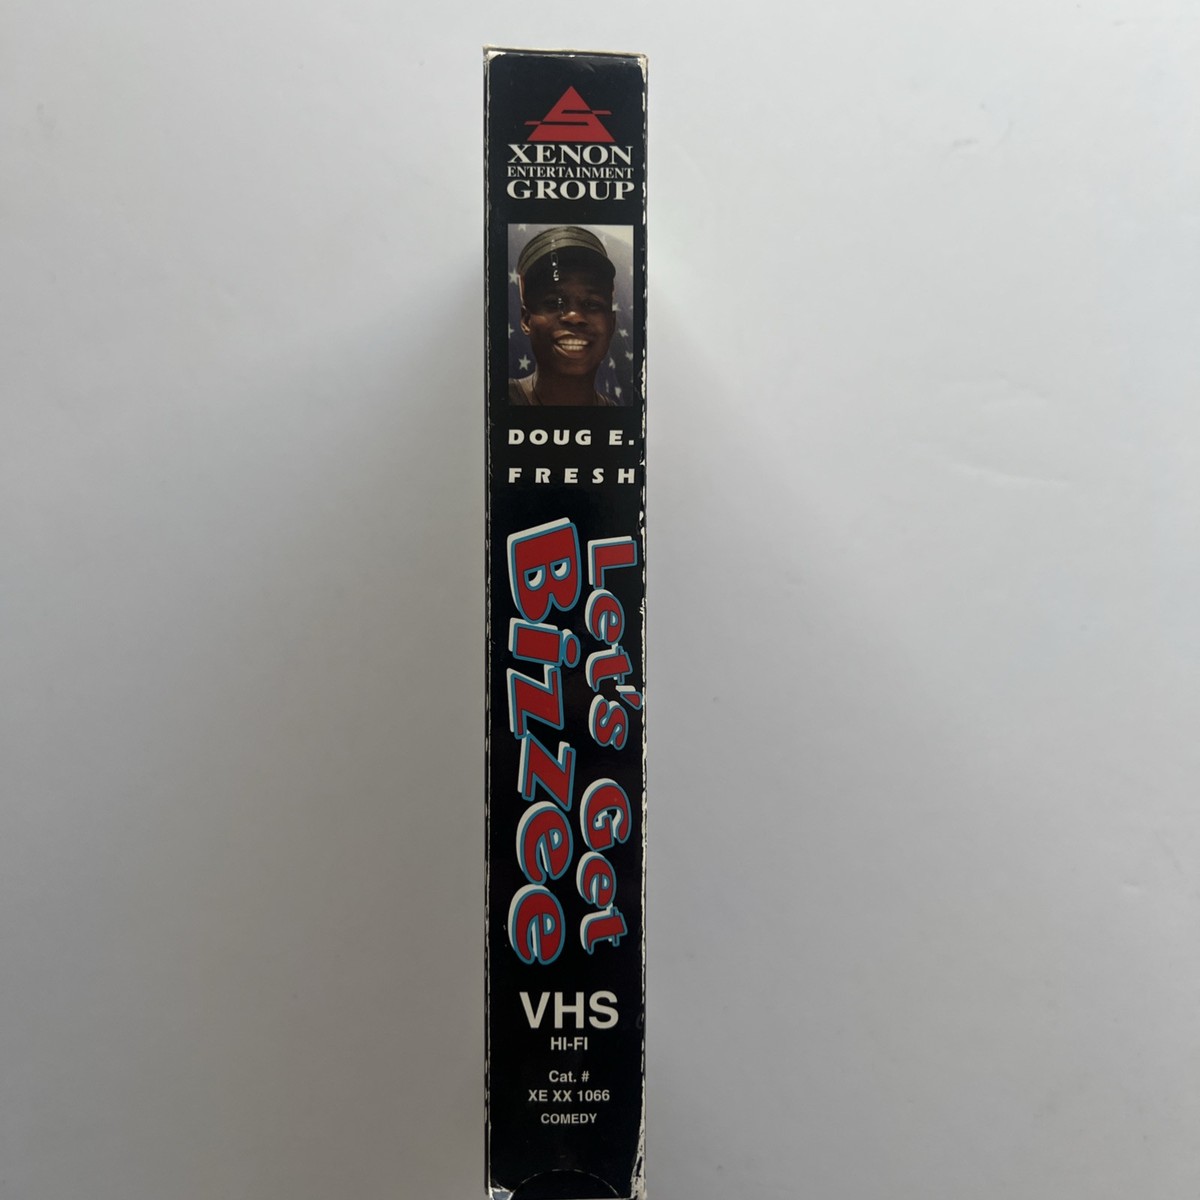 XENON
ENTERTAINMENT
GROUP
DOUG E.
FRESH
Let's Get
Bizzee
VHS
HI-FI
Cat. #
XE XX 1066
COMEDY